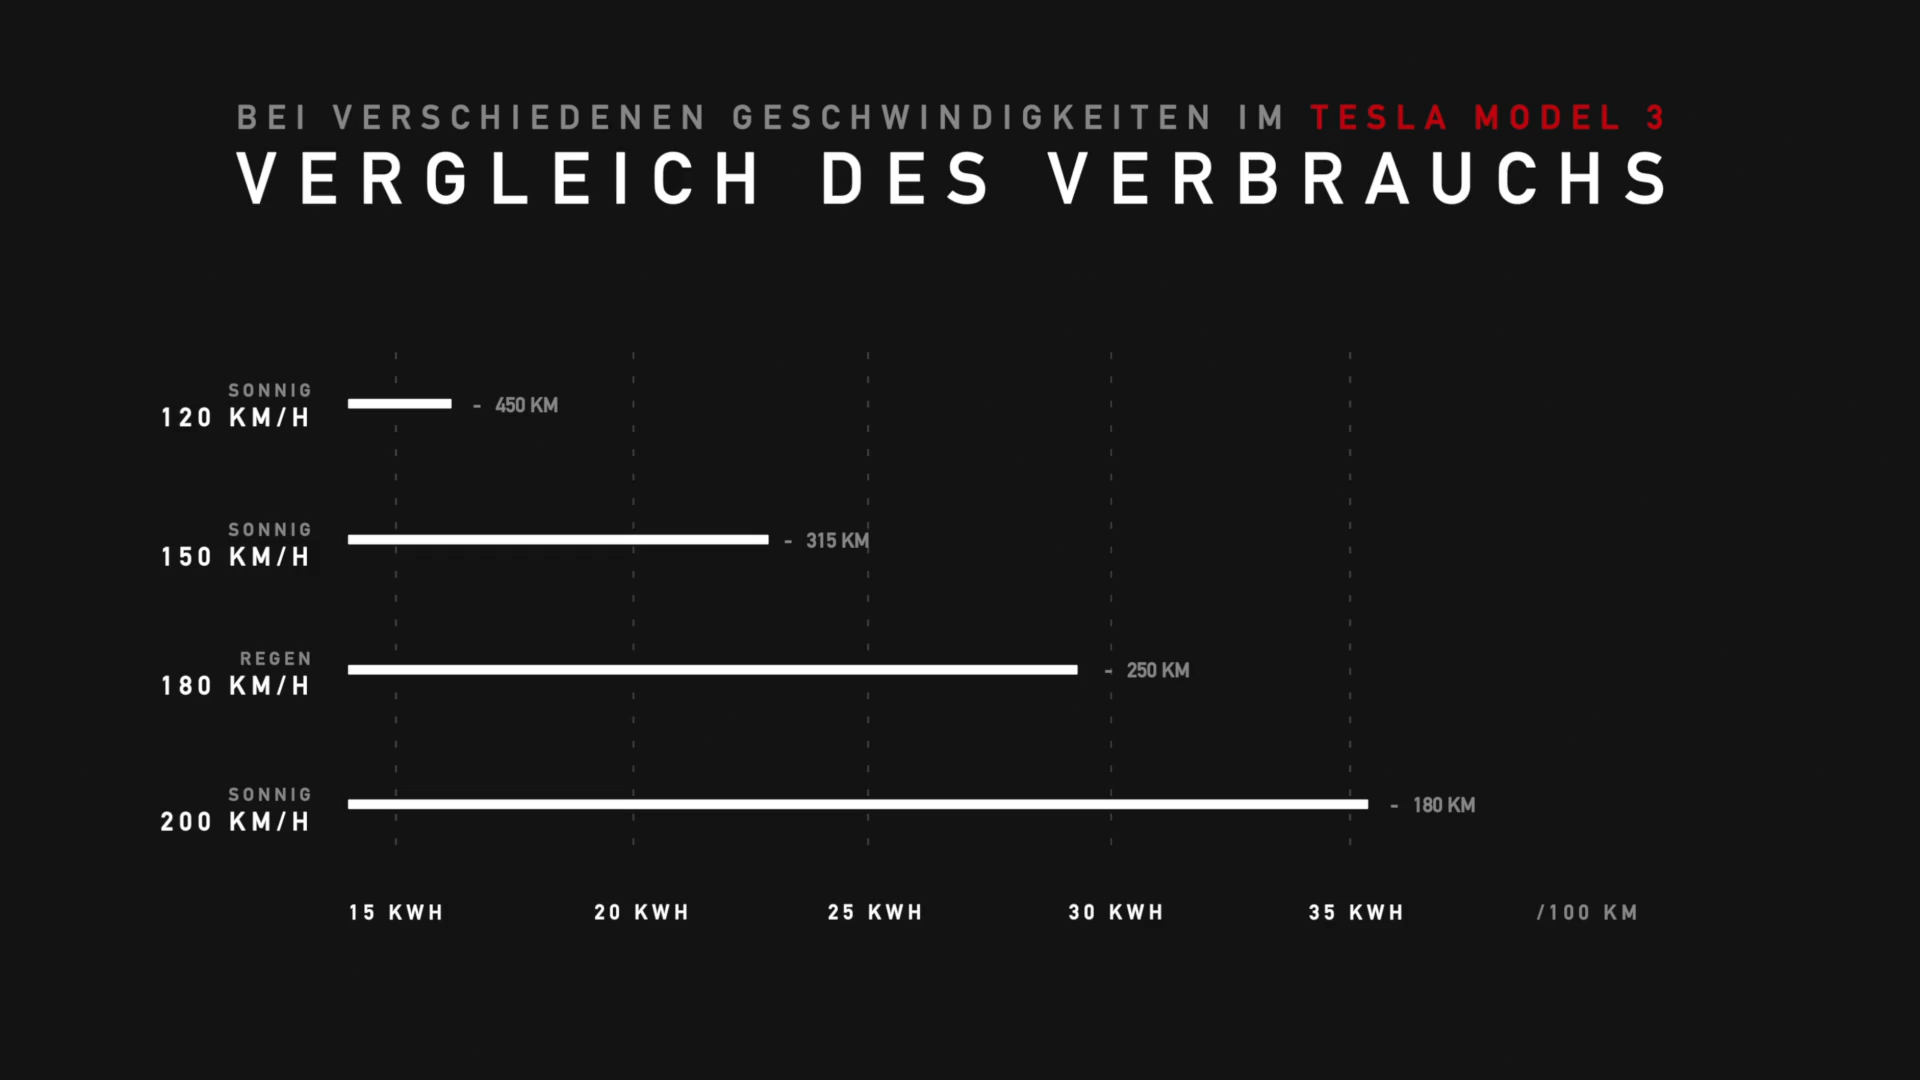 BEI VERSCHIEDENEN GESCHWINDIGKEITEN IM TESLA MODEL 3
VERGLEICH DES VERBRAUCHS
SONNIG
120 KM/H
- 450 KM
SONNIG
150 KM/H
- 315 KM
REGEN
180 KM/H
- 250 KM
SONNIG
200 KM/H
- 180 KM
15 KWH 20 KWH 25 KWH 30 KWH 35 KWH /100 KM